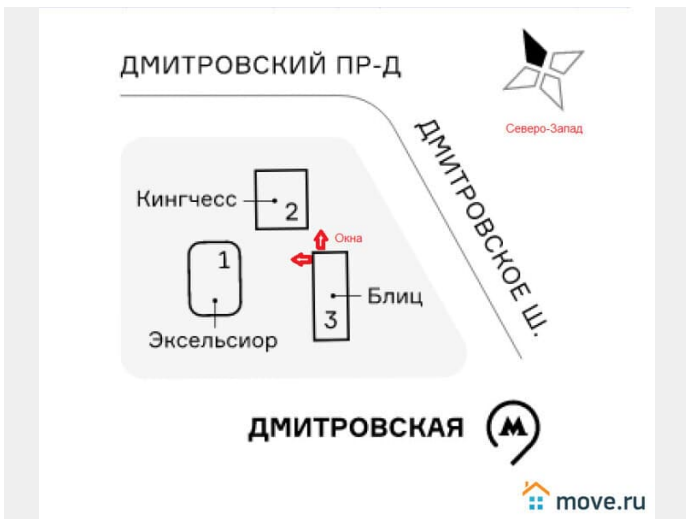 ДМИТРОВСКИЙ ПР-Д
Северо-Запад
ДМИТРОВСКОЕ Ш.
Кингчесс
2
Окна
1
Блиц
3
Эксельсиор
ДМИТРОВСКАЯ М
move.ru